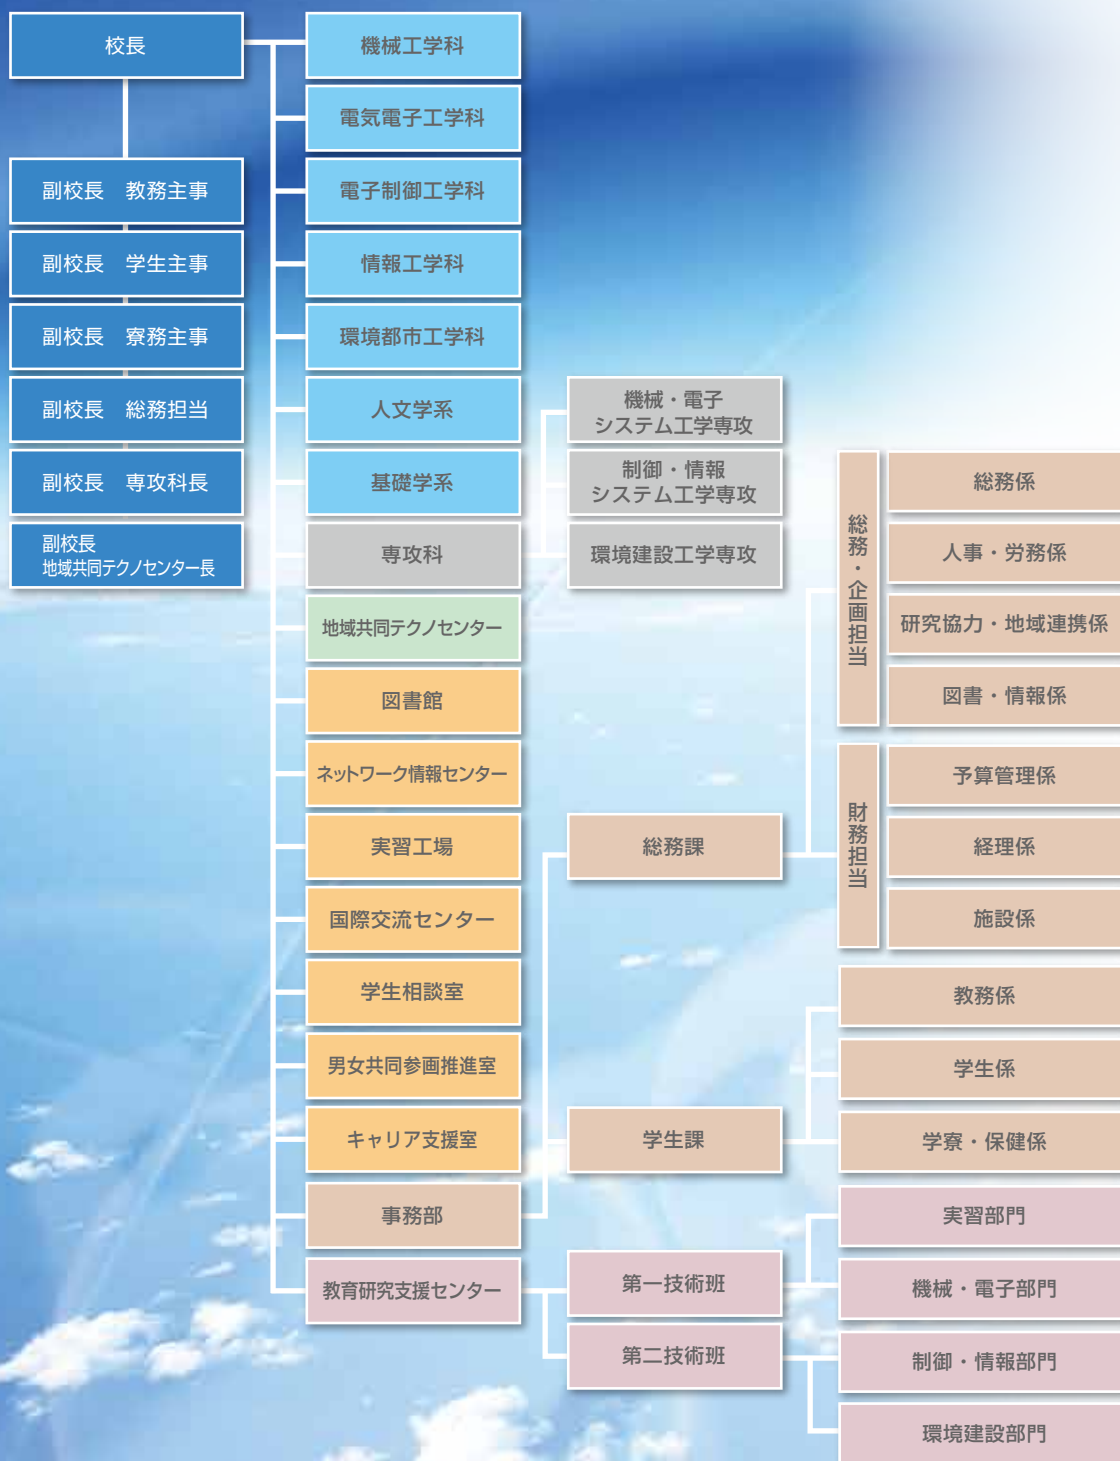 校長
副校長　教務主事
副校長　学生主事
副校長　寮務主事
副校長　総務担当
副校長　専攻科長
副校長
地域共同テクノセンター長
機械工学科
電気電子工学科
電子制御工学科
情報工学科
環境都市工学科
人文学系
基礎学系
専攻科
地域共同テクノセンター
図書館
ネットワーク情報センター
実習工場
国際交流センター
学生相談室
男女共同参画推進室
キャリア支援室
事務部
教育研究支援センター
機械・電子
システム工学専攻
制御・情報
システム工学専攻
環境建設工学専攻
総務課
学生課
第一技術班
第二技術班
総務・企画担当
総務係
人事・労務係
研究協力・地域連携係
図書・情報係
財務担当
予算管理係
経理係
施設係
教務係
学生係
学寮・保健係
実習部門
機械・電子部門
制御・情報部門
環境建設部門